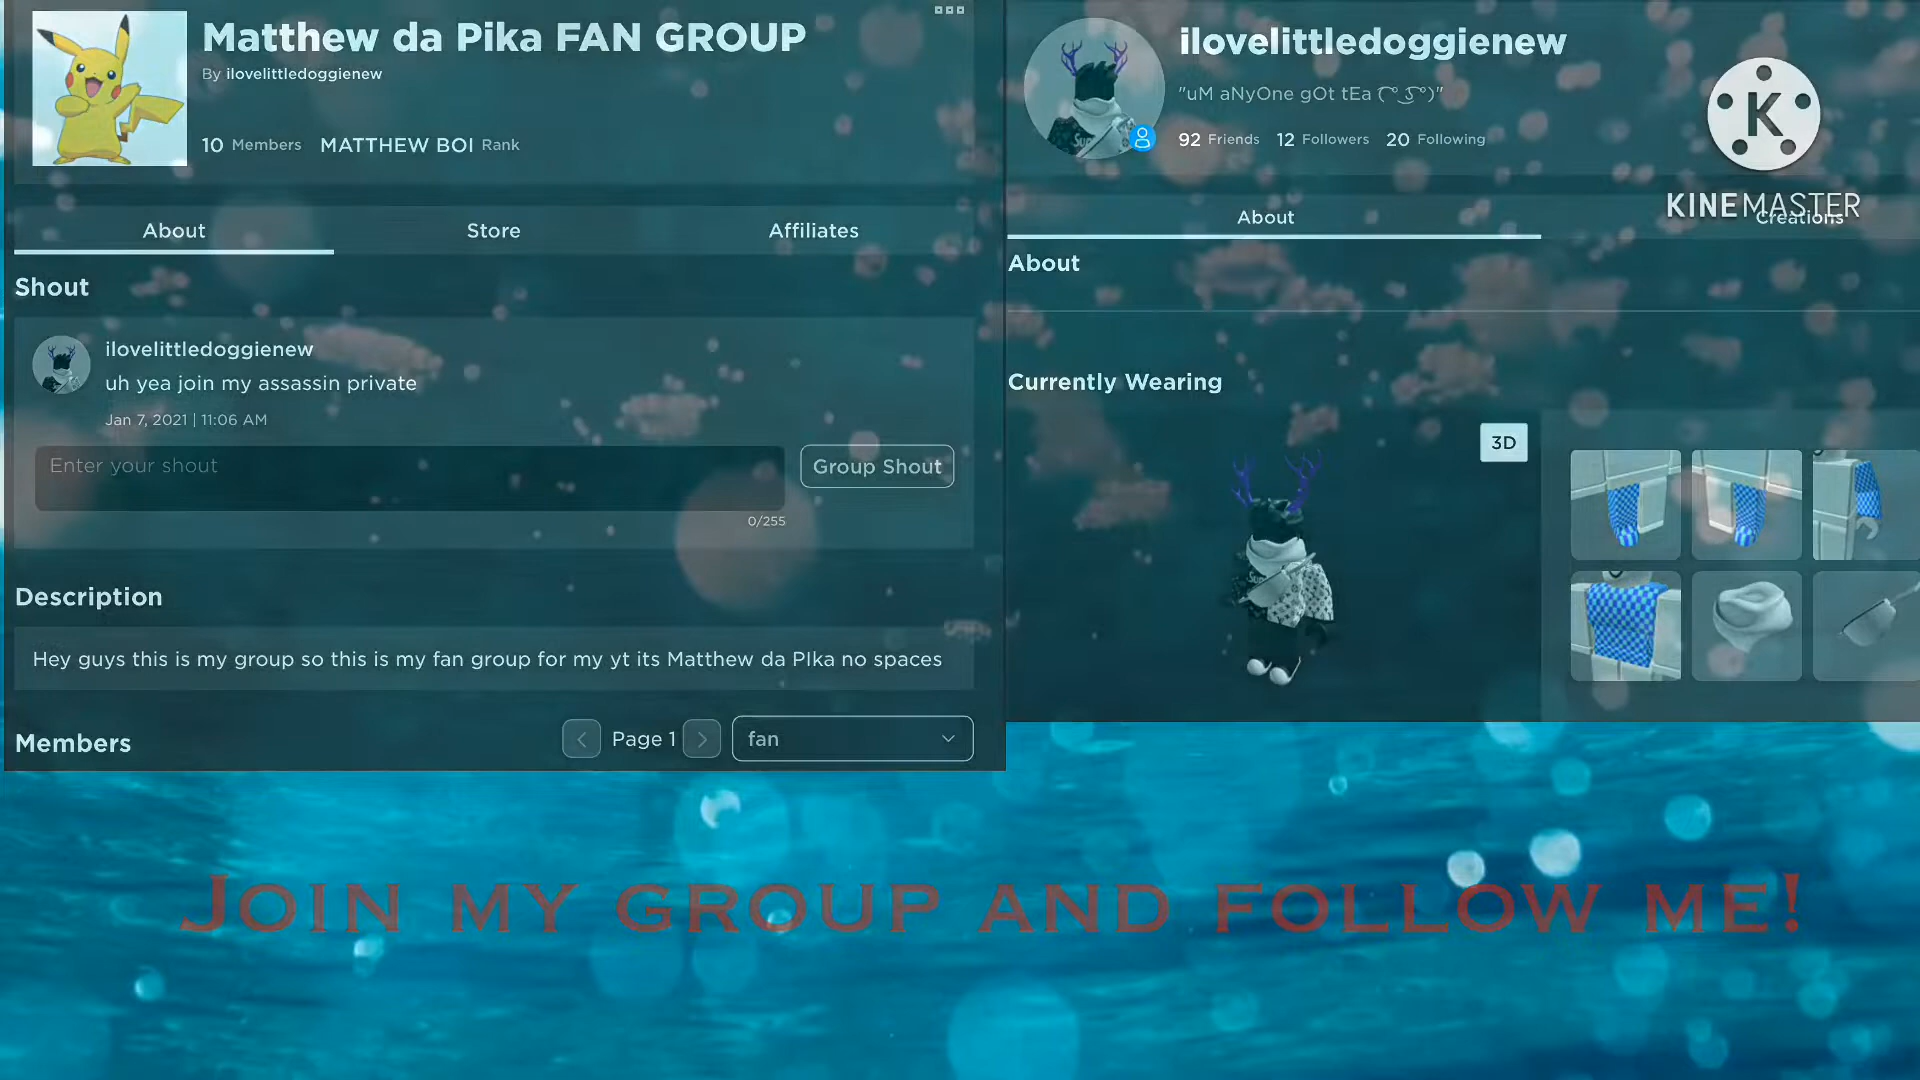 Matthew da Pika FAN GROUP
By ilovelittledoggienew
10 Members MATTHEW BOI Rank
About Store Affiliates
Shout
ilovelittledoggienew
uh yea join my assassin private
Jan 7, 2021 | 11:06 AM
Enter your shout
Group Shout
0/255
Description
Hey guys this is my group so this is my fan group for my yt its Matthew da PIka no spaces
Members
Page 1
fan
ilovelittledoggienew
"uM aNyOne gOt tEa ( ͡° ͜ʖ ͡°)"
92 Friends 12 Followers 20 Following
K
KINEMASTER
About Creations
About
Currently Wearing
3D
JOIN MY GROUP AND FOLLOW ME!